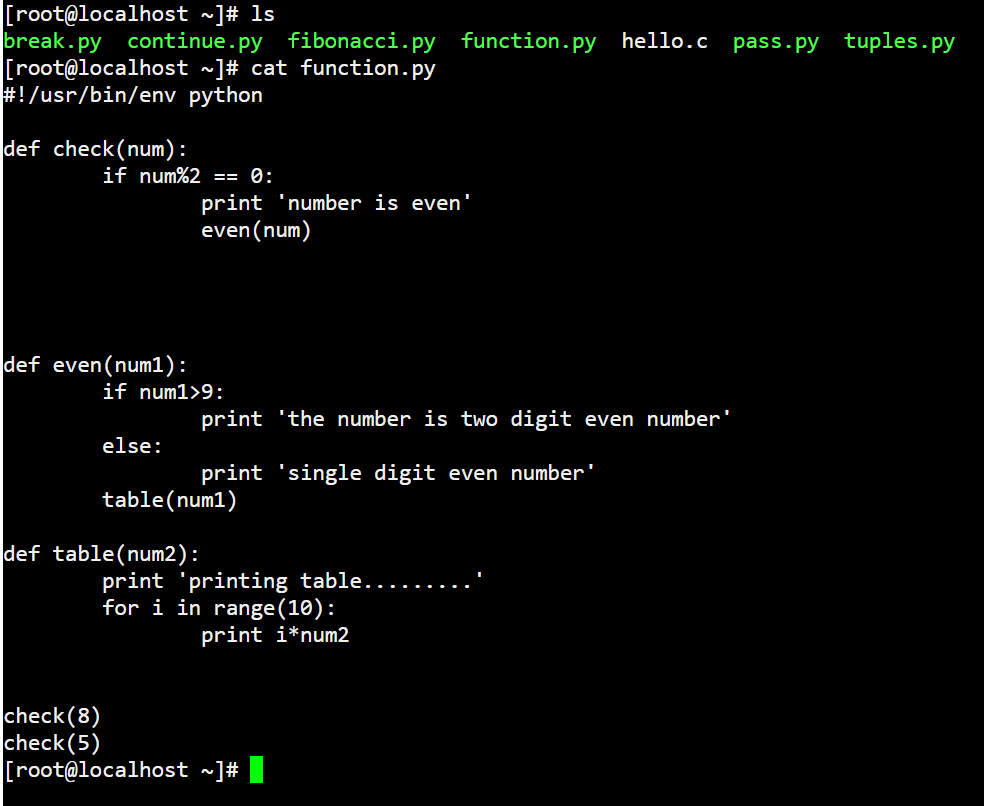 [root@localhost ~]# ls
break.py  continue.py  fibonacci.py  function.py  hello.c  pass.py  tuples.py
[root@localhost ~]# cat function.py
#!/usr/bin/env python

def check(num):
        if num%2 == 0:
                print 'number is even'
                even(num)




def even(num1):
        if num1>9:
                print 'the number is two digit even number'
        else:
                print 'single digit even number'
        table(num1)

def table(num2):
        print 'printing table.........'
        for i in range(10):
                print i*num2


check(8)
check(5)
[root@localhost ~]#